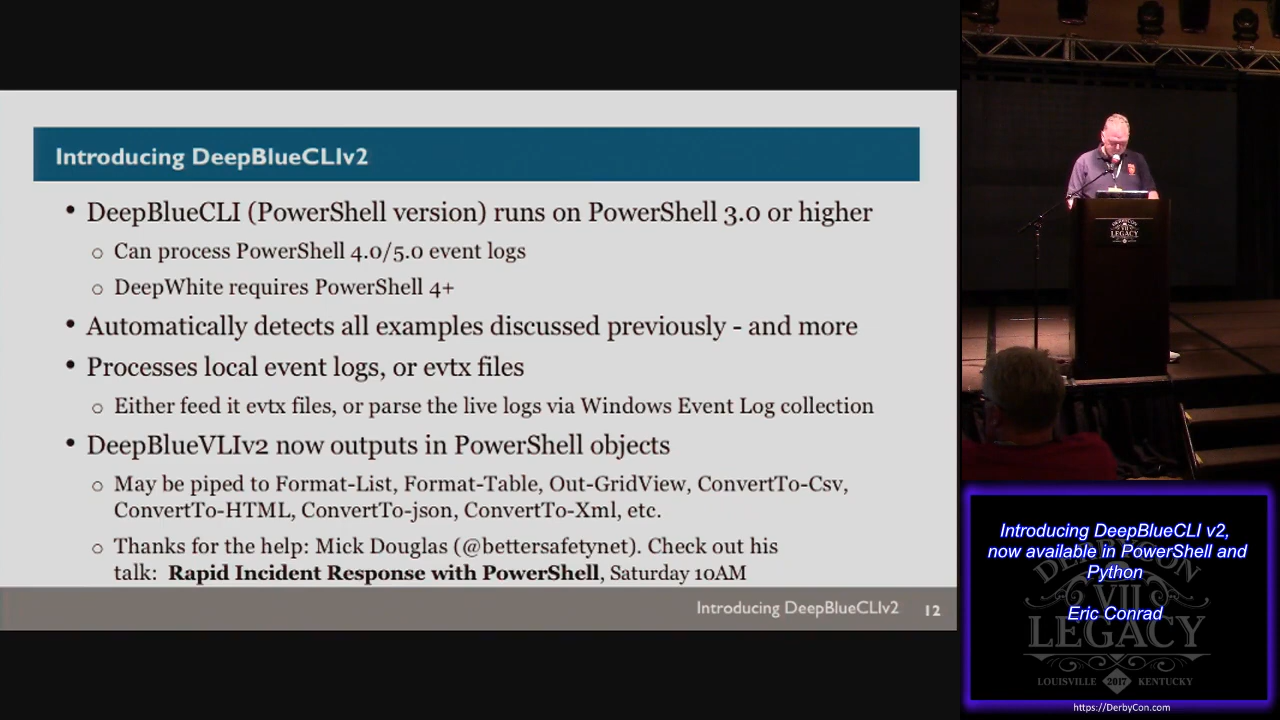 Introducing DeepBlueCLIv2
• DeepBlueCLI (PowerShell version) runs on PowerShell 3.0 or higher
o Can process PowerShell 4.0/5.0 event logs
o DeepWhite requires PowerShell 4+
• Automatically detects all examples discussed previously - and more
• Processes local event logs, or evtx files
o Either feed it evtx files, or parse the live logs via Windows Event Log collection
• DeepBlueVLIv2 now outputs in PowerShell objects
o May be piped to Format-List, Format-Table, Out-GridView, ConvertTo-Csv,
ConvertTo-HTML, ConvertTo-json, ConvertTo-Xml, etc.
o Thanks for the help: Mick Douglas (@bettersafetynet). Check out his
talk: Rapid Incident Response with PowerShell, Saturday 10AM
Introducing DeepBlueCLIv2 12
VII
LEGACY
Introducing DeepBlueCLI v2,
now available in PowerShell and
Python
Eric Conrad
DERBYCON
VII
LEGACY
LOUISVILLE 2017 KENTUCKY
https://DerbyCon.com